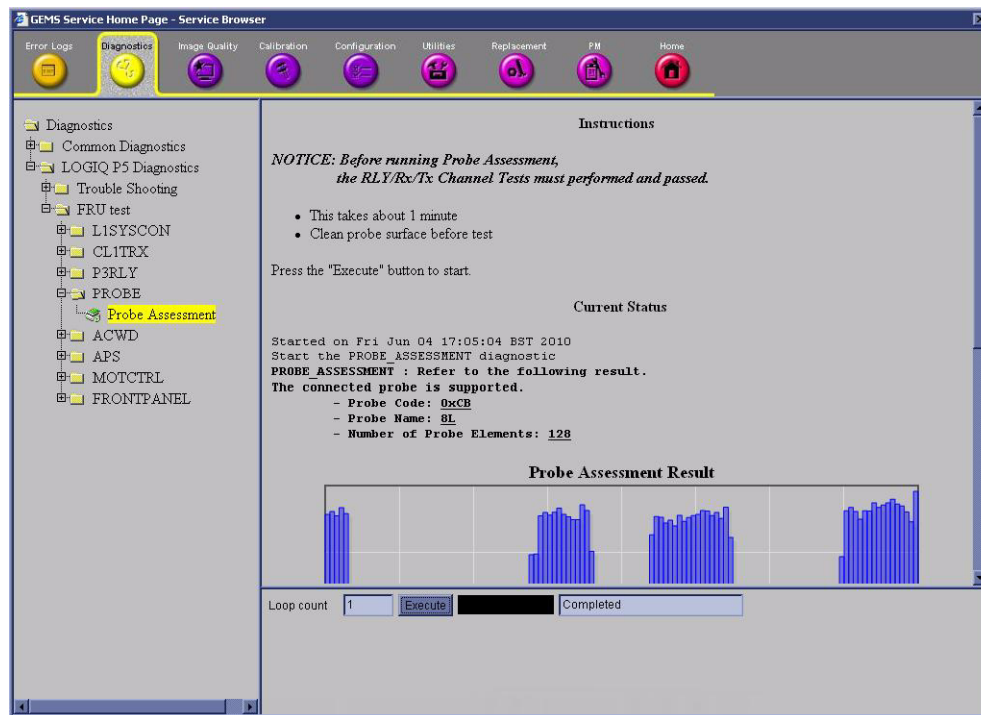 GEMS Service Home Page - Service Browser
Error Logs Diagnostics Image Quality Calibration Configuration Utilities Replacement PM Home
Diagnostics
Common Diagnostics
LOGIQ P5 Diagnostics
Trouble Shooting
FRU test
L1SYSCON
CL1TRX
P3RLY
PROBE
Probe Assessment
ACWD
APS
MOTCTRL
FRONTPANEL
Instructions
NOTICE: Before running Probe Assessment,
the RLY/Rx/Tx Channel Tests must performed and passed.
• This takes about 1 minute
• Clean probe surface before test
Press the "Execute" button to start.
Current Status
Started on Fri Jun 04 17:05:04 BST 2010
Start the PROBE_ASSESSMENT diagnostic
PROBE_ASSESSMENT : Refer to the following result.
The connected probe is supported.
- Probe Code: 0xCB
- Probe Name: 8L
- Number of Probe Elements: 128
Probe Assessment Result
Loop count 1 Execute Completed